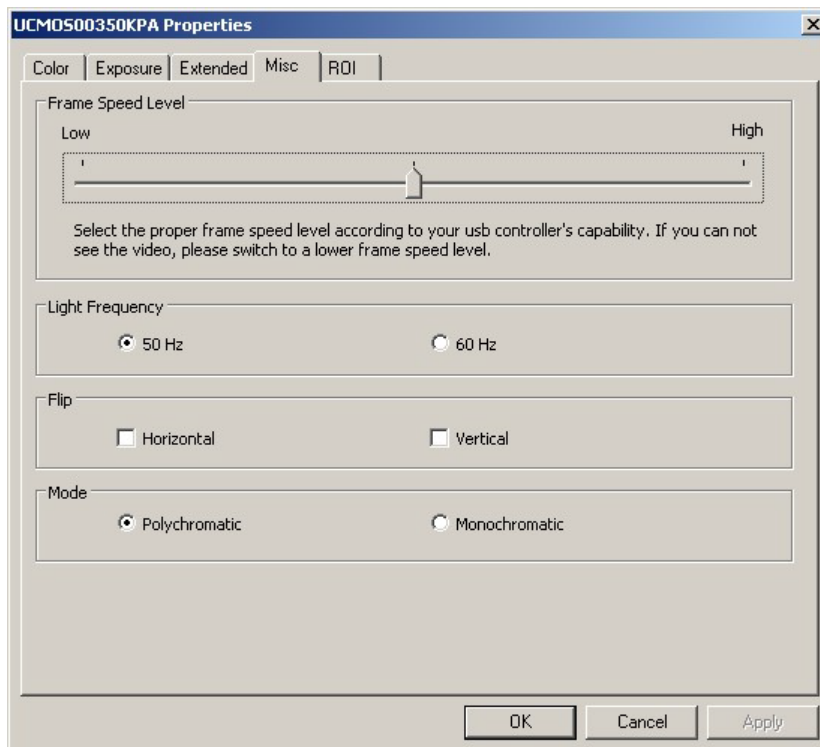 UCMOS00350KPA Properties
Color Exposure Extended Misc ROI
Frame Speed Level
Low High
Select the proper frame speed level according to your usb controller's capability. If you can not
see the video, please switch to a lower frame speed level.
Light Frequency
50 Hz 60 Hz
Flip
Horizontal Vertical
Mode
Polychromatic Monochromatic
OK Cancel Apply